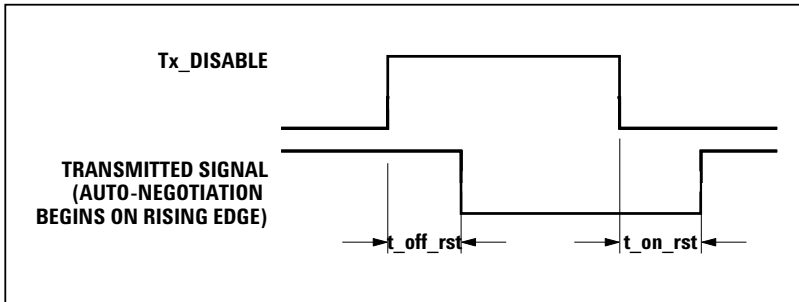 Tx_DISABLE
TRANSMITTED SIGNAL
(AUTO-NEGOTIATION
BEGINS ON RISING EDGE)
t_off_rst
t_on_rst